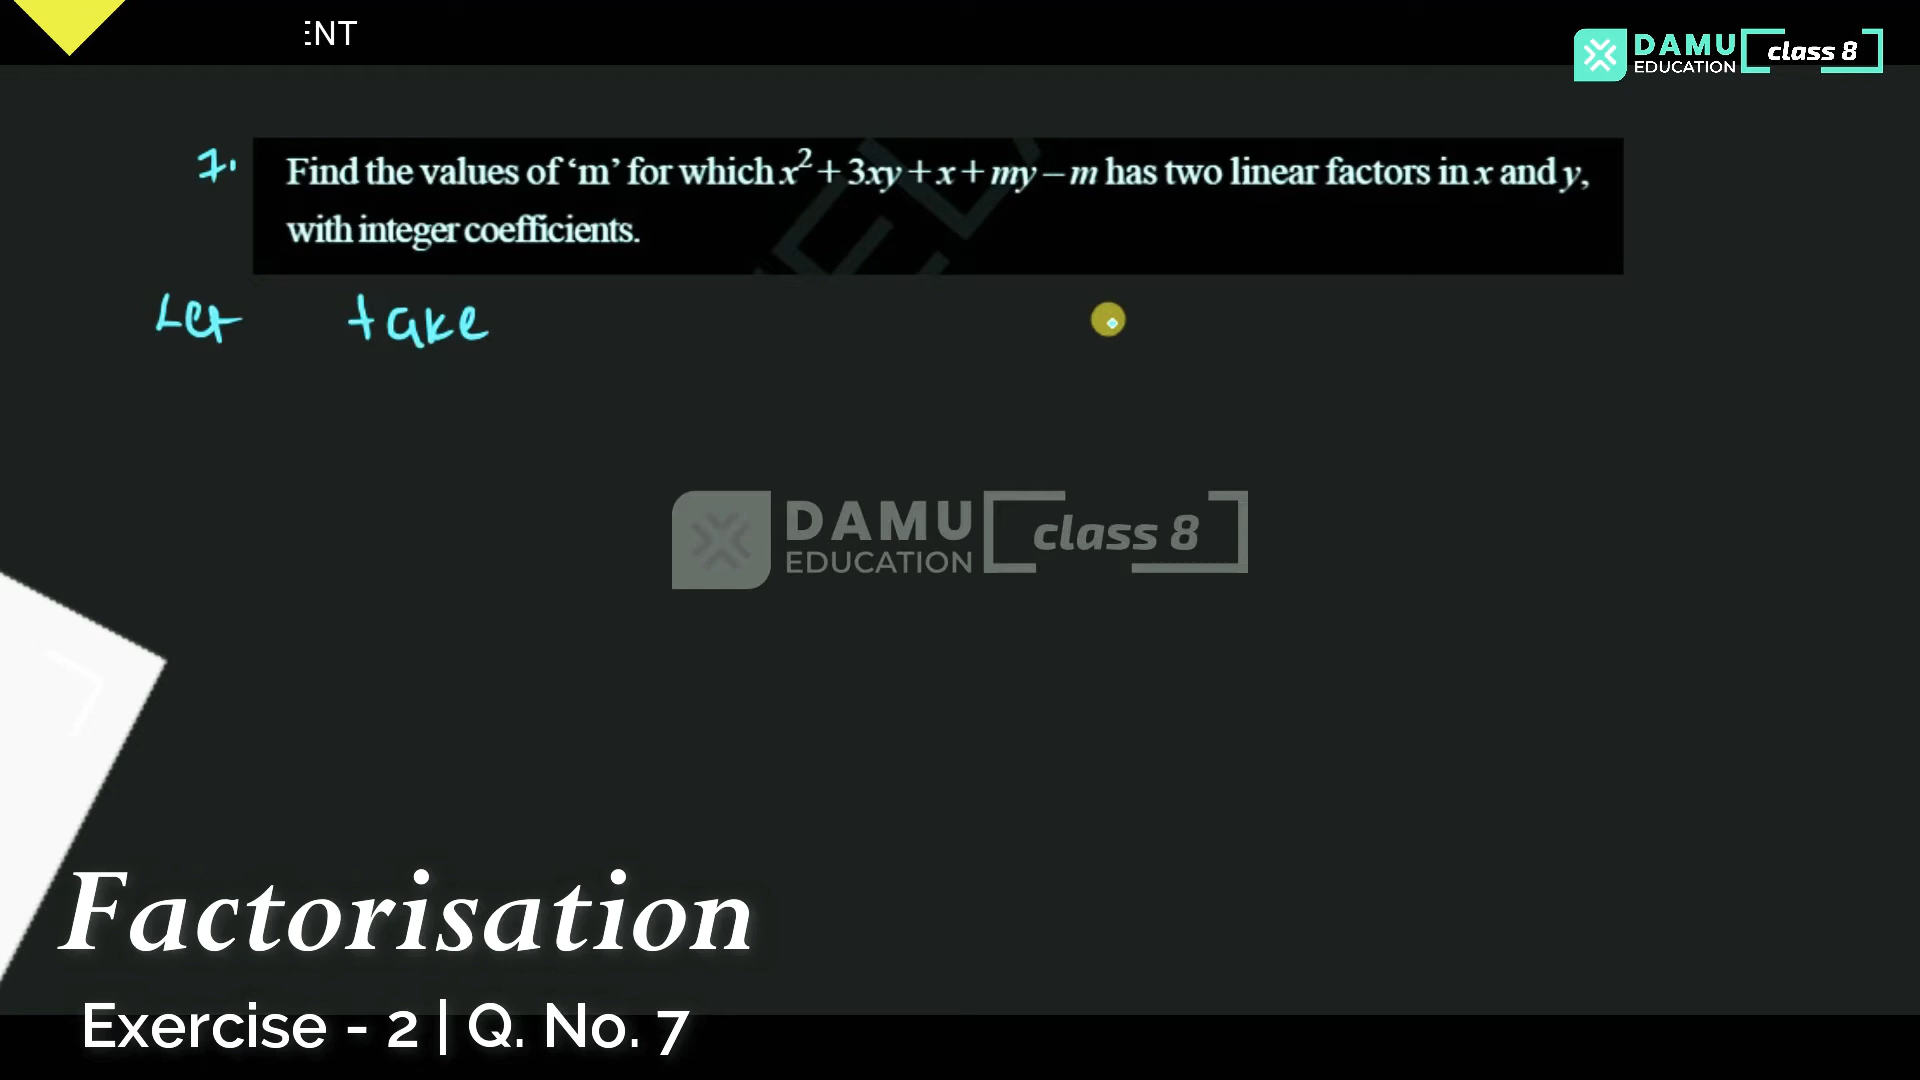 ENT
DAMU EDUCATION class 8
7. Find the values of ‘m’ for which x² + 3xy + x + my – m has two linear factors in x and y,
with integer coefficients.
Let take
DAMU EDUCATION class 8
Factorisation
Exercise - 2 | Q. No. 7